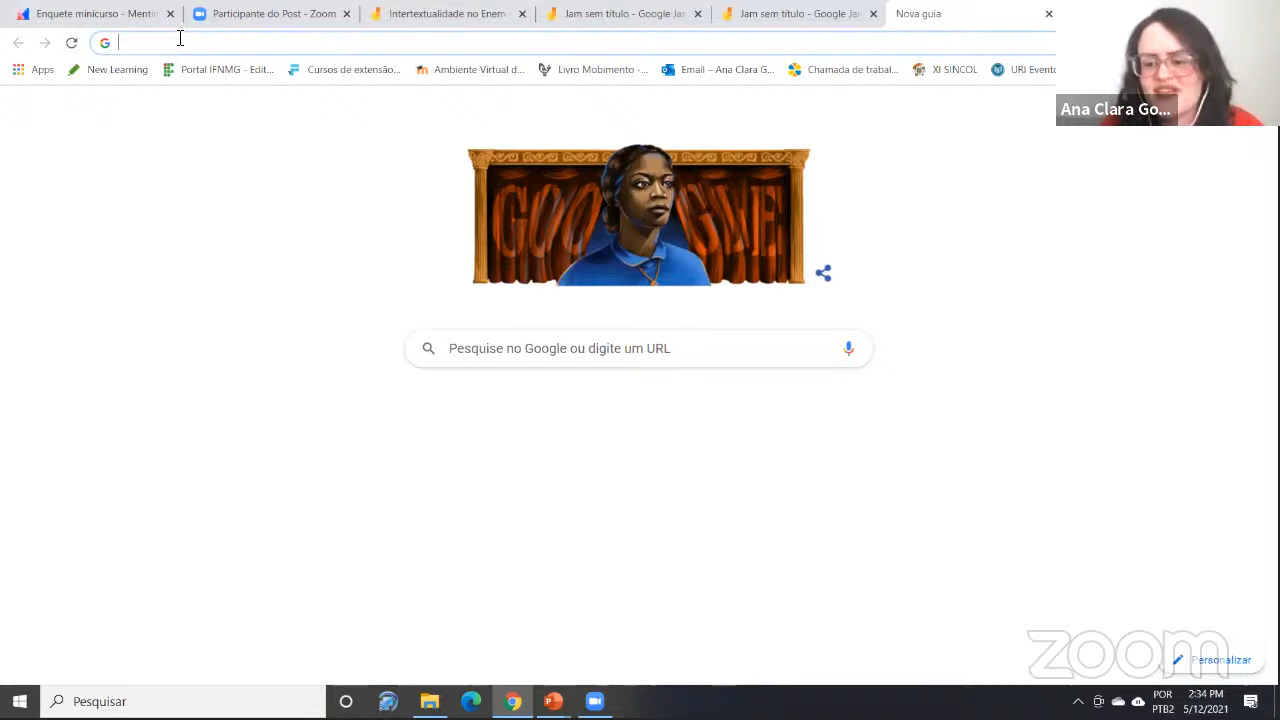 Enquete minicurso - Mentim
Participante do Post - Zoom
Intertextualidade - Google Ja
Jam sem título - Google Jam
Jam sem título - Google Jam
Nova guia
Apps
New Learning
Portal IFNMG - Edit...
Cursos de extensão...
Ambiente Virtual d...
Livro Mobimento -...
Email – Ana Clara G...
Chamada de trabal...
XI SINCOL
URI Evento
Ana Clara Go...
Pesquise no Google ou digite um URL
zoom
Personalizar
Pesquisar
POR
PTB2
2:34 PM
5/12/2021